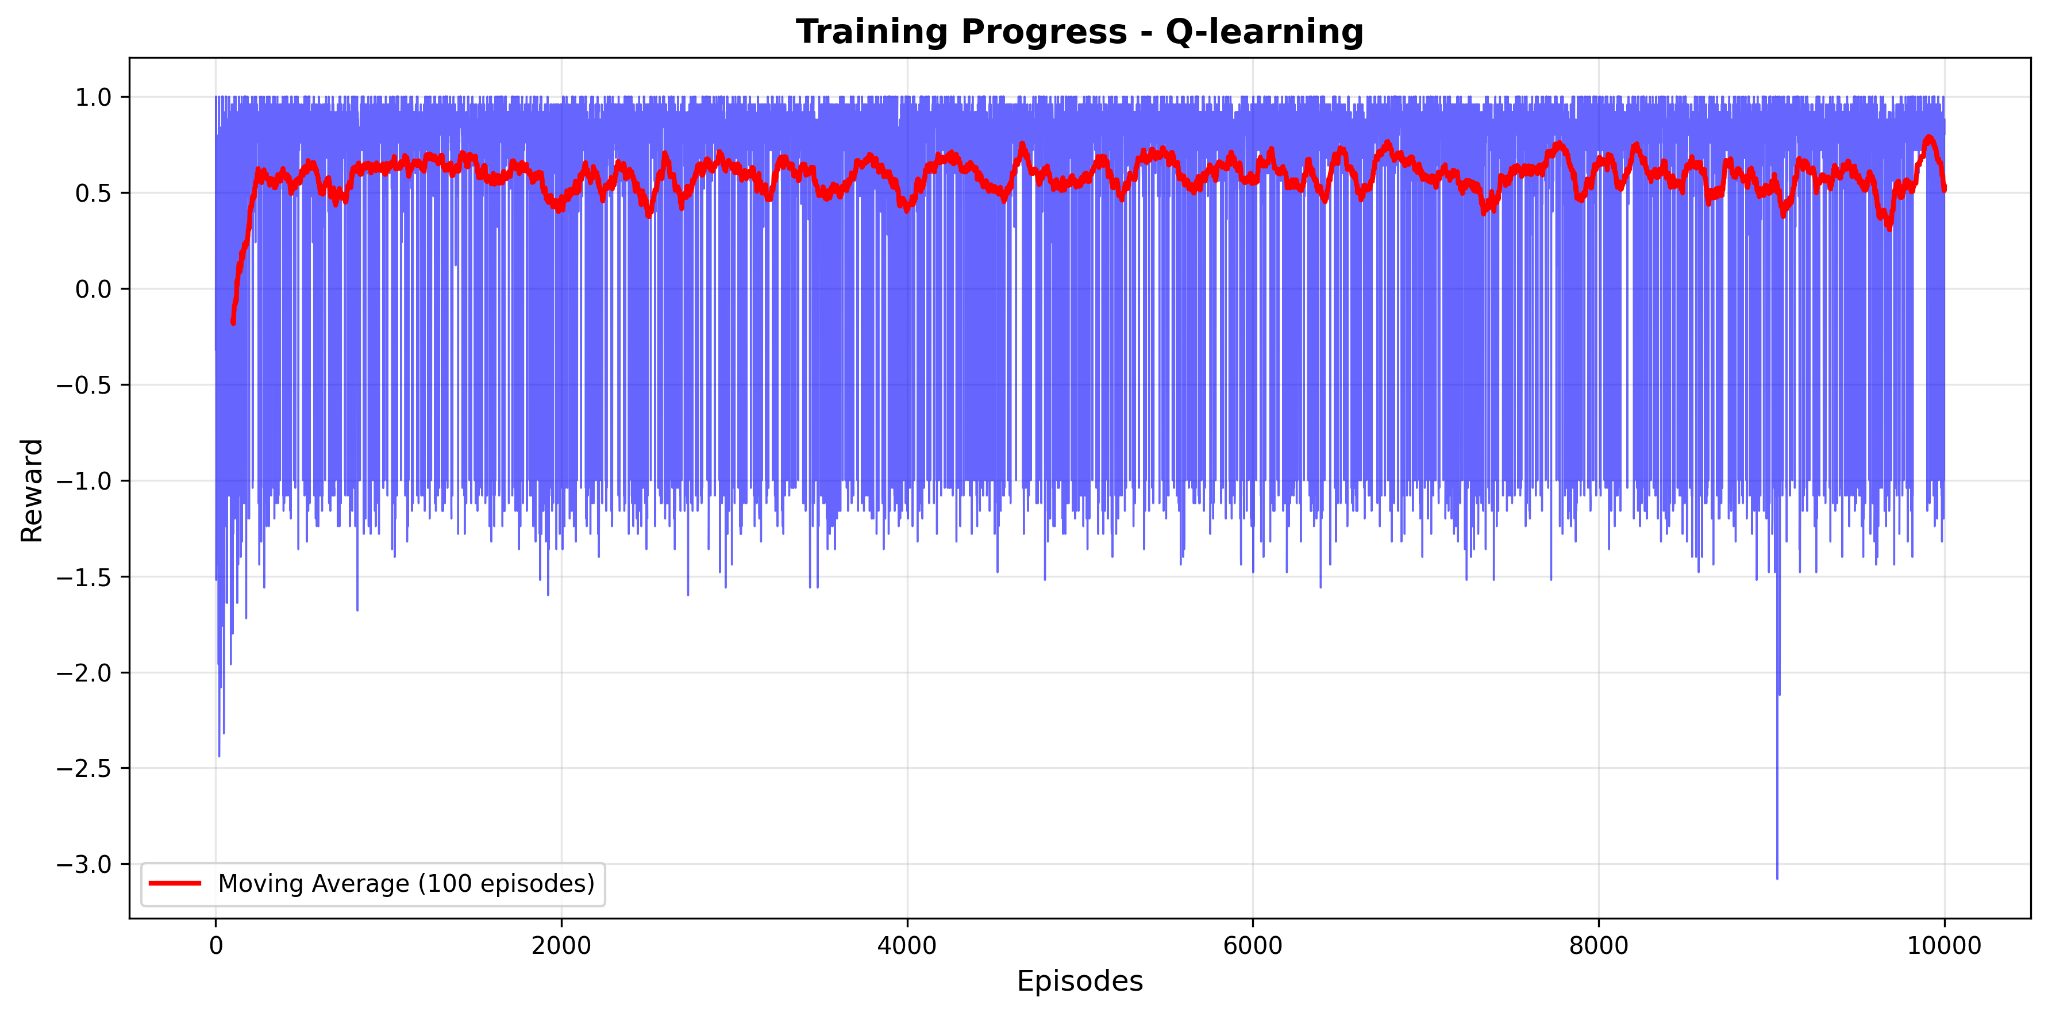 Training Progress - Q-learning
1.0
0.5
0.0
−0.5
−1.0
−1.5
−2.0
−2.5
−3.0
Reward
Moving Average (100 episodes)
0 2000 4000 6000 8000 10000
Episodes